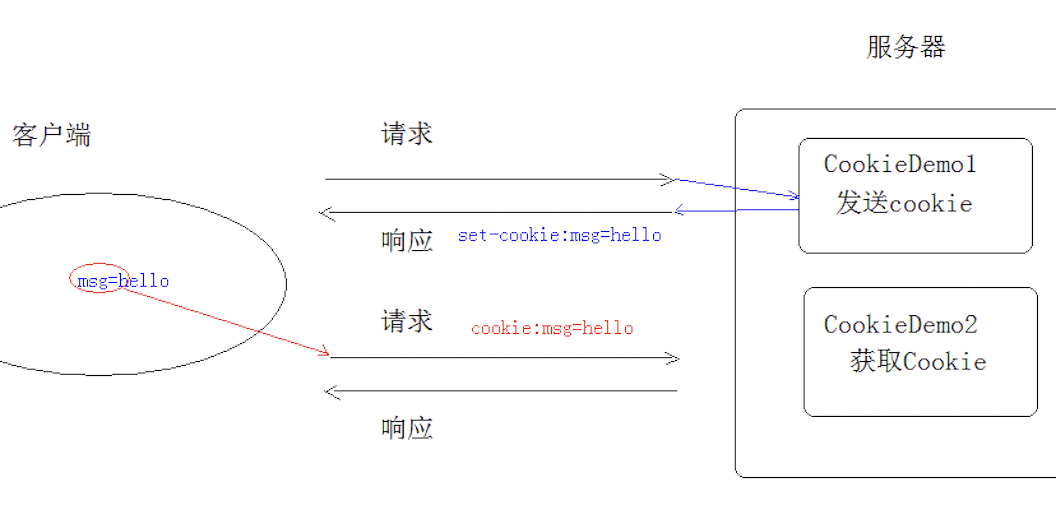 服务器
客户端
请求
CookieDemo1
发送cookie
响应
set-cookie:msg=hello
msg=hello
请求
cookie:msg=hello
CookieDemo2
获取Cookie
响应